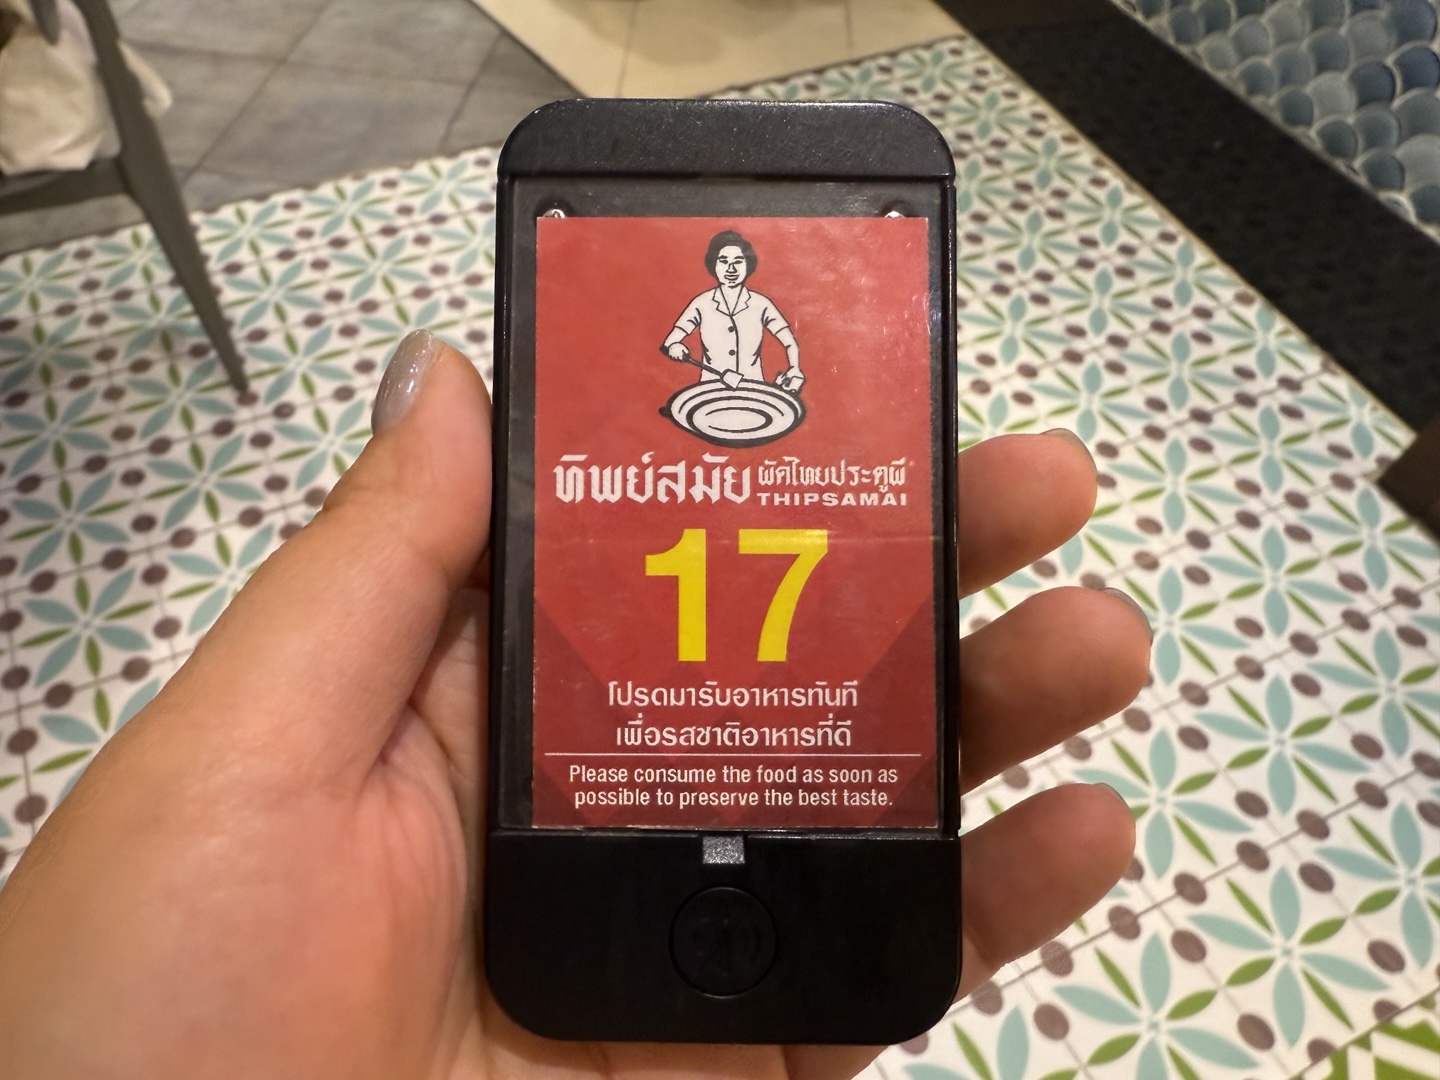 ทิพย์สมัย ผัดไทยประตูผี
THIPSAMAI
17
โปรดมารับอาหารทันที
เพื่อรสชาติอาหารที่ดี
Please consume the food as soon as
possible to preserve the best taste.